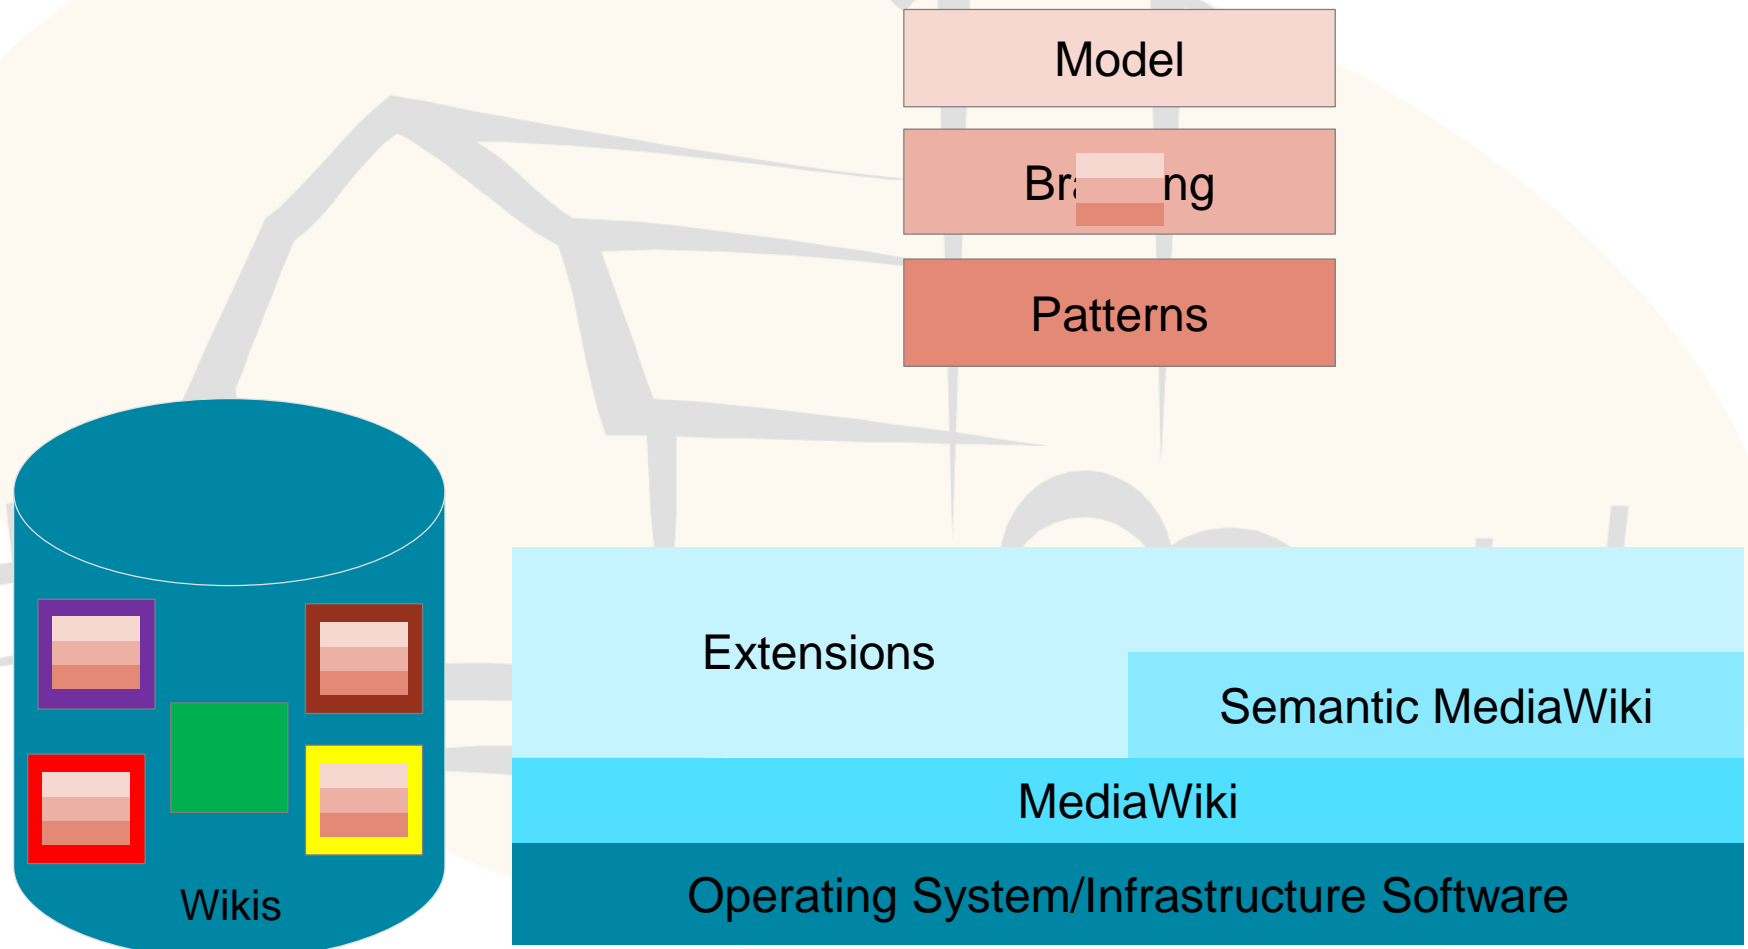 Model
Patterns
Extensions
Semantic MediaWiki
MediaWiki
Operating System/Infrastructure Software
Wikis